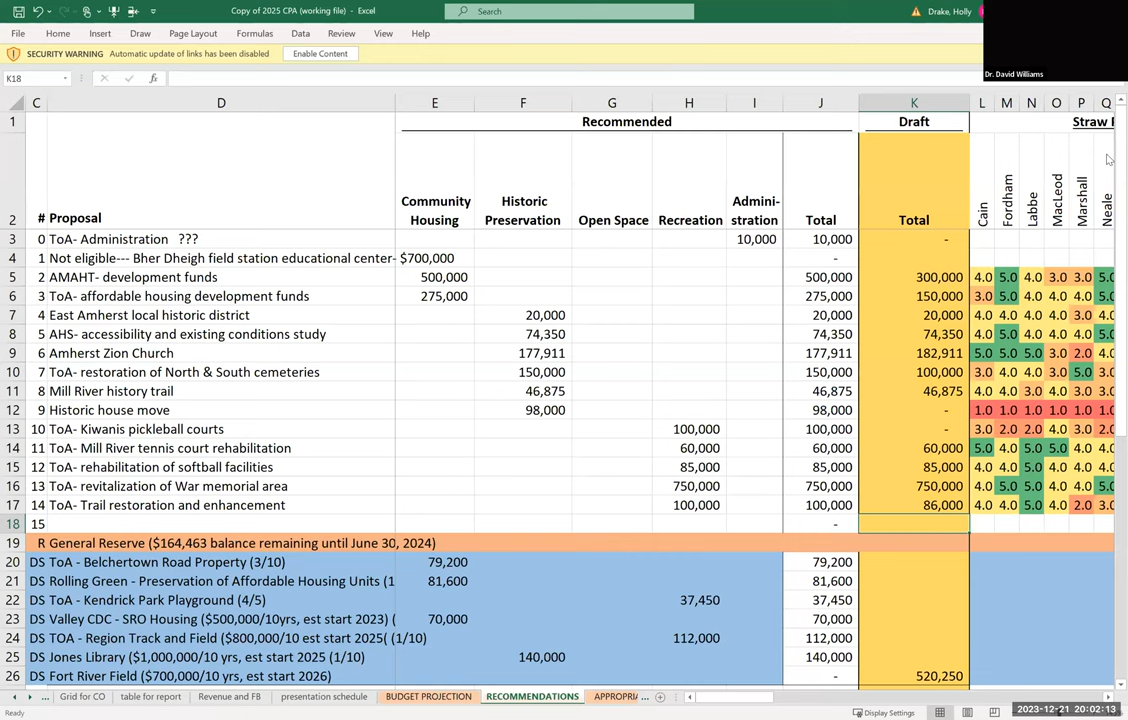 Copy of 2025 CPA (working file) - Excel
Search
Drake, Holly
File Home Insert Draw Page Layout Formulas Data Review View Help
Dr. David Williams
SECURITY WARNING Automatic update of links has been disabled Enable Content
K18 fx
C D E F G H I J K L M N O P Q
1 Recommended Draft Straw
2 # Proposal Community Housing Historic Preservation Open Space Recreation Admini-stration Total Total Cain Fordham Labbe MacLeod Marshall Neale
3 0 ToA- Administration ??? 10,000 10,000 -
4 1 Not eligible--- Bher Dheigh field station educational center- $700,000 -
5 2 AMAHT- development funds 500,000 500,000 300,000 4.0 5.0 4.0 3.0 3.0 5.0
6 3 ToA- affordable housing development funds 275,000 275,000 150,000 3.0 5.0 4.0 4.0 4.0 5.0
7 4 East Amherst local historic district 20,000 20,000 20,000 4.0 4.0 4.0 4.0 3.0 4.0
8 5 AHS- accessibility and existing conditions study 74,350 74,350 74,350 4.0 5.0 4.0 4.0 4.0 5.0
9 6 Amherst Zion Church 177,911 177,911 182,911 5.0 5.0 5.0 3.0 2.0 4.0
10 7 ToA- restoration of North & South cemeteries 150,000 150,000 100,000 3.0 4.0 4.0 3.0 5.0 3.0
11 8 Mill River history trail 46,875 46,875 46,875 4.0 4.0 3.0 4.0 3.0 3.0
12 9 Historic house move 98,000 98,000 - 1.0 1.0 1.0 1.0 1.0 1.0
13 10 ToA- Kiwanis pickleball courts 100,000 100,000 - 3.0 2.0 2.0 4.0 3.0 2.0
14 11 ToA- Mill River tennis court rehabilitation 60,000 60,000 60,000 5.0 4.0 5.0 5.0 4.0 4.0
15 12 ToA- rehabilitation of softball facilities 85,000 85,000 85,000 4.0 4.0 5.0 4.0 4.0 4.0
16 13 ToA- revitalization of War memorial area 750,000 750,000 750,000 4.0 5.0 5.0 4.0 4.0 5.0
17 14 ToA- Trail restoration and enhancement 100,000 100,000 86,000 4.0 4.0 5.0 4.0 2.0 3.0
18 15 -
19 R General Reserve ($164,463 balance remaining until June 30, 2024)
20 DS ToA - Belchertown Road Property (3/10) 79,200 79,200
21 DS Rolling Green - Preservation of Affordable Housing Units (1 81,600 81,600
22 DS ToA - Kendrick Park Playground (4/5) 37,450 37,450
23 DS Valley CDC - SRO Housing ($500,000/10yrs, est start 2023) ( 70,000 70,000
24 DS TOA - Region Track and Field ($800,000/10 est start 2025( (1/10) 112,000 112,000
25 DS Jones Library ($1,000,000/10 yrs, est start 2025 (1/10) 140,000 140,000
26 DS Fort River Field ($700,000/10 est start 2026) - 520,250
... Grid for CO table for report Revenue and FB presentation schedule BUDGET PROJECTION RECOMMENDATIONS APPROPRIA ...
Ready Display Settings 2023-12-21 20:02:13